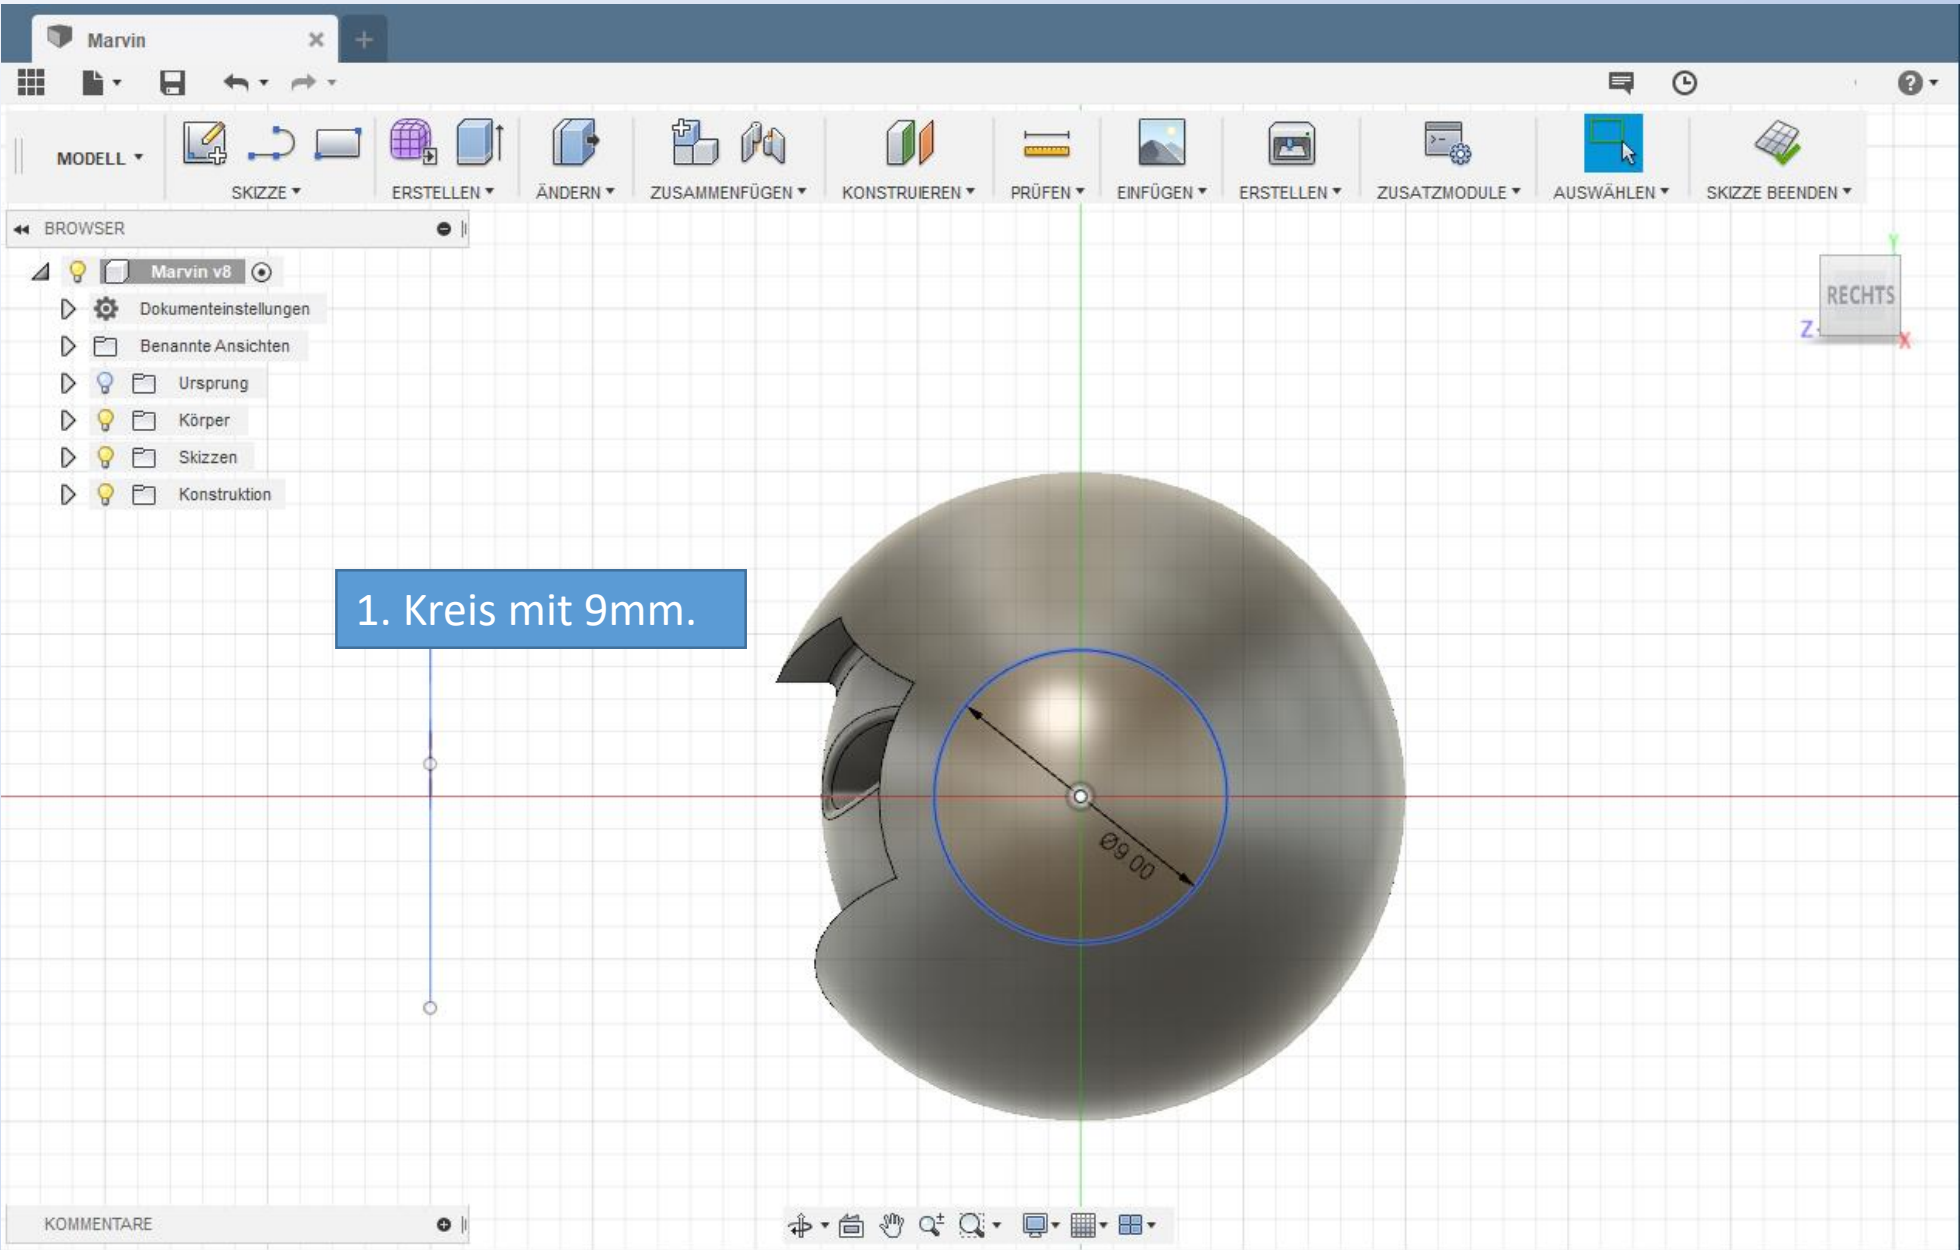 Marvin
MODELL
SKIZZE
ERSTELLEN
ÄNDERN
ZUSAMMENFÜGEN
KONSTRUIEREN
PRÜFEN
EINFÜGEN
ERSTELLEN
ZUSATZMODULE
AUSWÄHLEN
SKIZZE BEENDEN
BROWSER
Marvin v8
Dokumenteinstellungen
Benannte Ansichten
Ursprung
Körper
Skizzen
Konstruktion
Y
RECHTS
Z
X
1. Kreis mit 9mm.
Ø9.00
KOMMENTARE